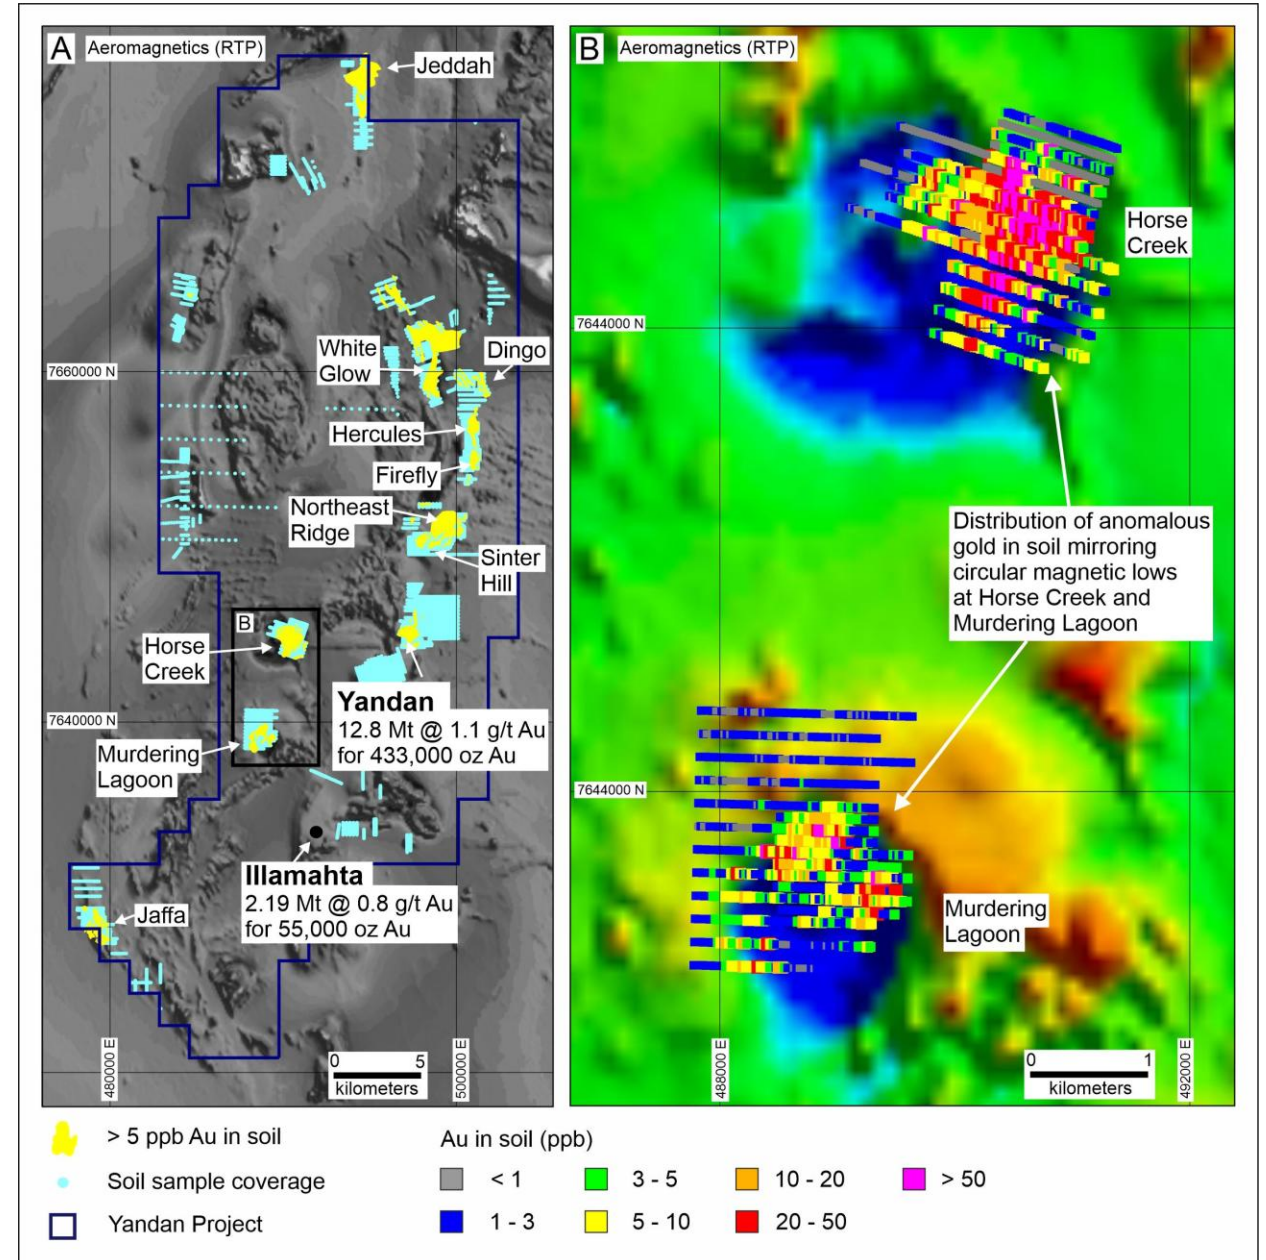 A
Aeromagnetics (RTP)
Jeddah
White
Glow
Dingo
7660000 N
Hercules
Firefly
Northeast
Ridge
Sinter
Hill
B
Horse
Creek
Yandan
12.8 Mt @ 1.1 g/t Au
for 433,000 oz Au
7640000 N
Murdering
Lagoon
Illamahta
2.19 Mt @ 0.8 g/t Au
for 55,000 oz Au
Jaffa
480000 E
0 5
kilometers
500000 E
B
Aeromagnetics (RTP)
Horse
Creek
7644000 N
Distribution of anomalous
gold in soil mirroring
circular magnetic lows
at Horse Creek and
Murdering Lagoon
7644000 N
Murdering
Lagoon
488000 E
0 1
kilometers
492000 E
> 5 ppb Au in soil
Soil sample coverage
Yandan Project
Au in soil (ppb)
< 1
3 - 5
10 - 20
> 50
1 - 3
5 - 10
20 - 50